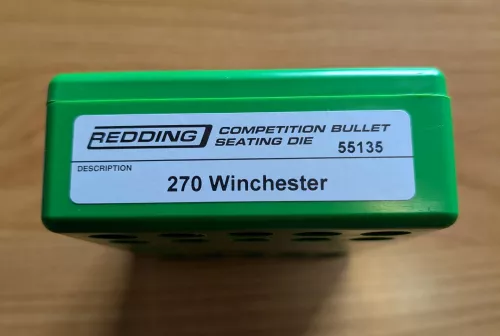 REDDING COMPETITION BULLET
SEATING DIE 55135
DESCRIPTION
270 Winchester